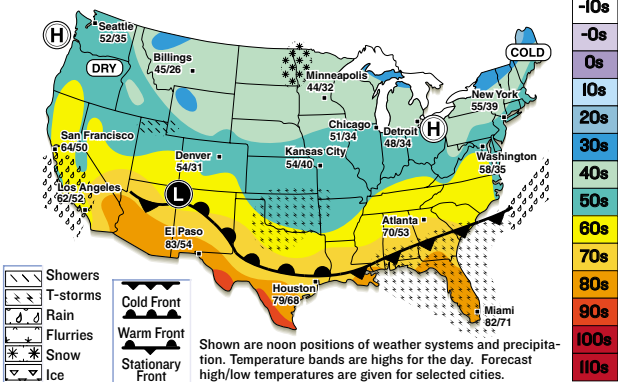 H
Seattle
52/35
DRY
Billings
45/26
Minneapolis
44/32
COLD
New York
55/39
San Francisco
64/50
Denver
54/31
Chicago
51/34
Detroit
48/34
H
Kansas City
54/40
Washington
58/35
Los Angeles
62/52
L
El Paso
83/54
Atlanta
70/53
Houston
79/68
Miami
82/71
Showers
T-storms
Rain
Flurries
Snow
Ice
Cold Front
Warm Front
Stationary
Front
Shown are noon positions of weather systems and precipita-
tion. Temperature bands are highs for the day. Forecast
high/low temperatures are given for selected cities.
-10s
-0s
0s
10s
20s
30s
40s
50s
60s
70s
80s
90s
100s
110s